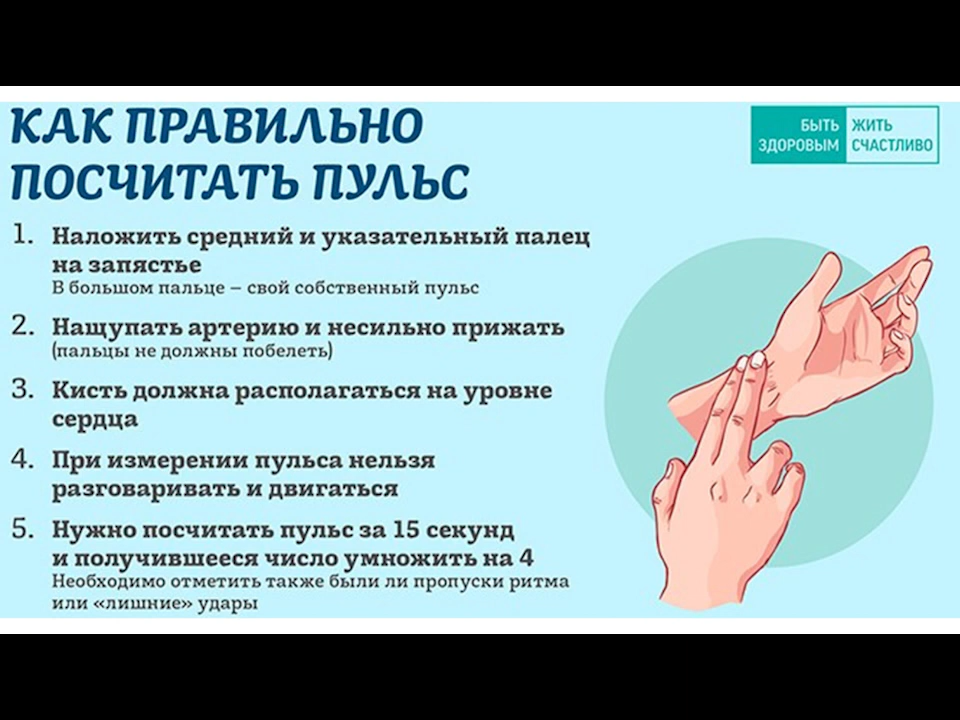 КАК ПРАВИЛЬНО
ПОСЧИТАТЬ ПУЛЬС
БЫТЬ ЗДОРОВЫМ
ЖИТЬ СЧАСТЛИВО
1. Наложить средний и указательный палец
на запястье
В большом пальце – свой собственный пульс
2. Нащупать артерию и несильно прижать
(пальцы не должны побелеть)
3. Кисть должна располагаться на уровне
сердца
4. При измерении пульса нельзя
разговаривать и двигаться
5. Нужно посчитать пульс за 15 секунд
и получившееся число умножить на 4
Необходимо отметить также были ли пропуски ритма
или «лишние» удары